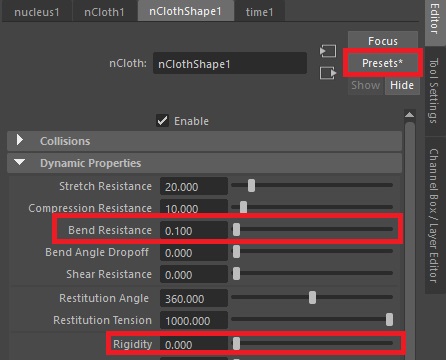 nucleus1 nCloth1 nClothShape1 time1
Focus
nCloth: nClothShape1 Presets*
Show Hide
Enable
Collisions
Dynamic Properties
Stretch Resistance 20.000
Compression Resistance 10.000
Bend Resistance 0.100
Bend Angle Dropoff 0.000
Shear Resistance 0.000
Restitution Angle 360.000
Restitution Tension 1000.000
Rigidity 0.000
Editor
Tool Settings
Channel Box / Layer Editor